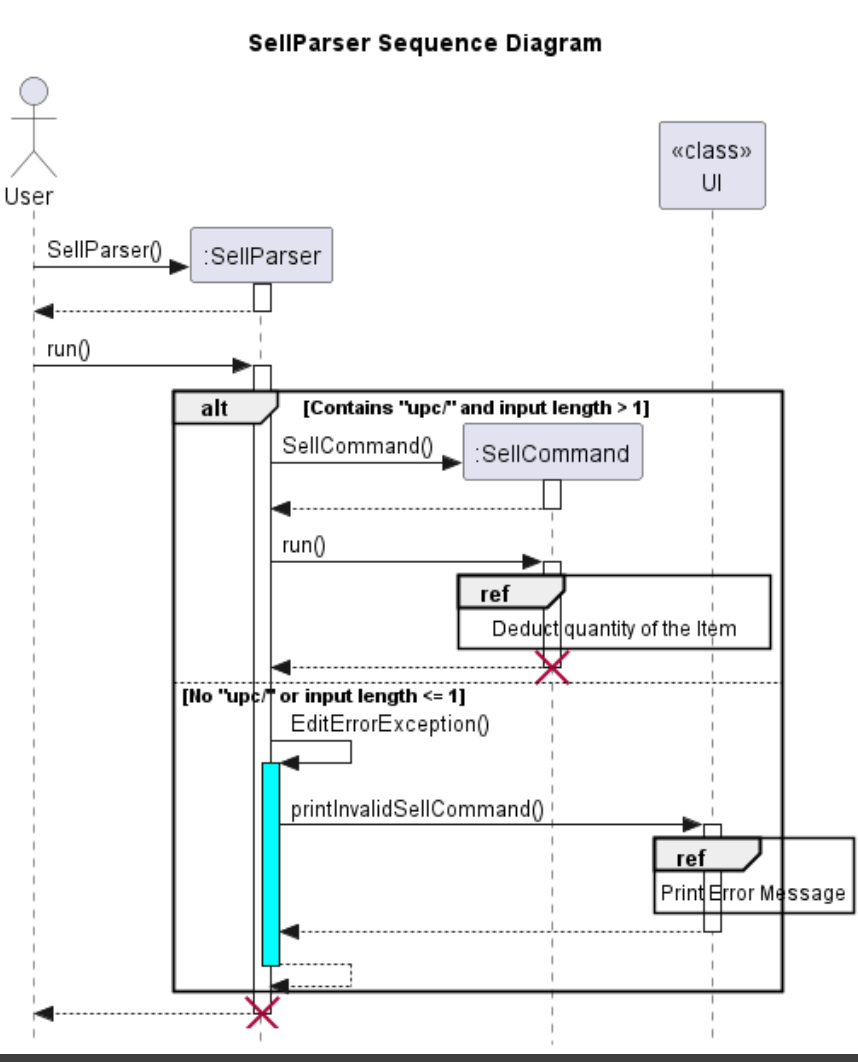 SellParser Sequence Diagram
«class»
UI
User
SellParser()
:SellParser
run()
alt
[Contains "upc/" and input length > 1]
SellCommand()
:SellCommand
run()
ref
Deduct quantity of the Item
[No "upc/" or input length <= 1]
EditErrorException()
printInvalidSellCommand()
ref
Print Error Message